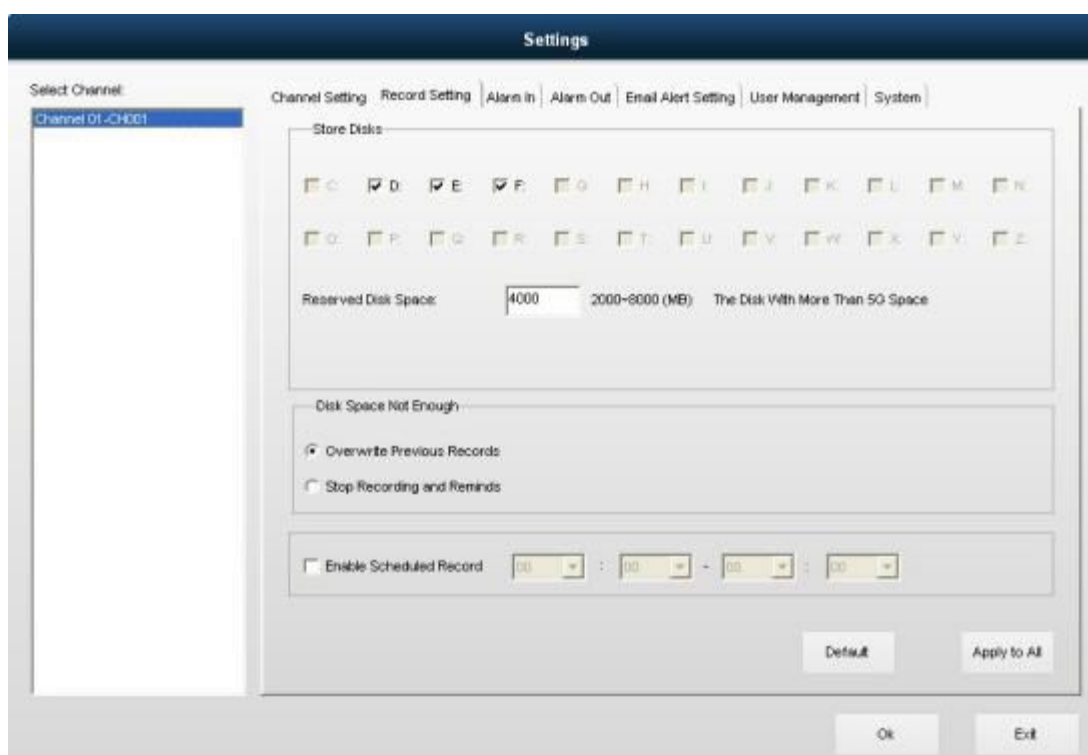 Settings
Select Channel:
Channel 01-CH001
Channel Setting Record Setting Alarm In Alarm Out Email Alert Setting User Management System
Store Disks
C: D: E: F: G: H: I: J: K: L: M: N:
O: P: Q: R: S: T: U: V: W: X: Y: Z:
Reserved Disk Space: 4000 2000~8000 (MB) The Disk With More Than 5G Space
Disk Space Not Enough
Overwrite Previous Records
Stop Recording and Reminds
Enable Scheduled Record 00 : 00 - 00 : 00
Default Apply to All
Ok Exit